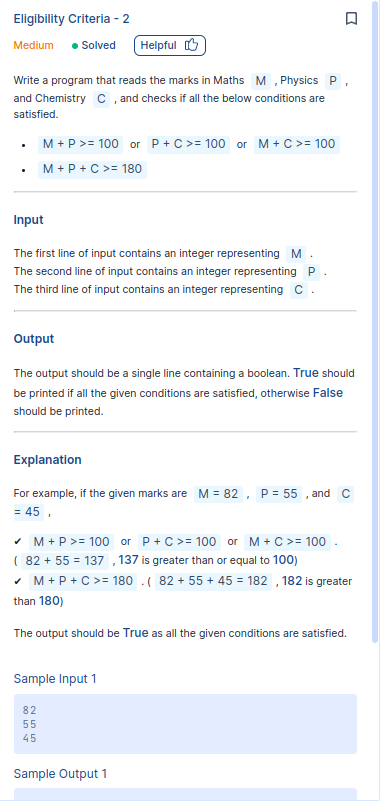 Eligibility Criteria - 2
Medium Solved Helpful
Write a program that reads the marks in Maths M , Physics P ,
and Chemistry C , and checks if all the below conditions are
satisfied.
• M + P >= 100 or P + C >= 100 or M + C >= 100
• M + P + C >= 180
Input
The first line of input contains an integer representing M .
The second line of input contains an integer representing P .
The third line of input contains an integer representing C .
Output
The output should be a single line containing a boolean. True should
be printed if all the given conditions are satisfied, otherwise False
should be printed.
Explanation
For example, if the given marks are M = 82 , P = 55 , and C
= 45 ,
✔ M + P >= 100 or P + C >= 100 or M + C >= 100 .
( 82 + 55 = 137 , 137 is greater than or equal to 100)
✔ M + P + C >= 180 . ( 82 + 55 + 45 = 182 , 182 is greater
than 180)
The output should be True as all the given conditions are satisfied.
Sample Input 1
82
55
45
Sample Output 1